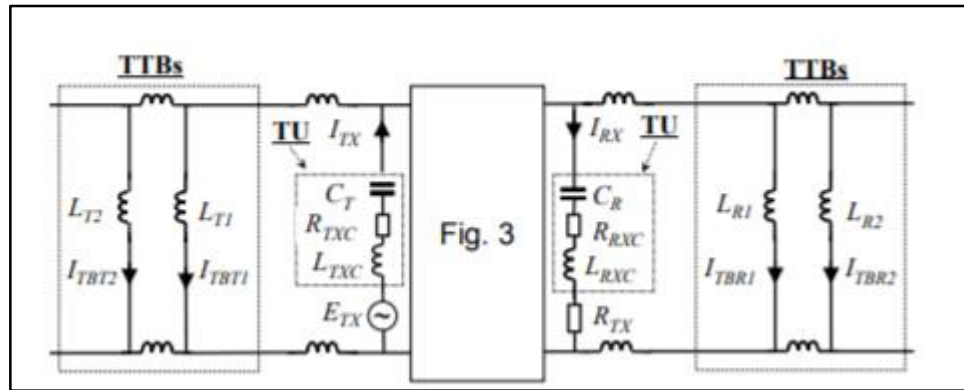 TTBs
TTBs
I_TX
I_RX
TU
TU
C_T
C_R
L_T2
L_T1
R_TXC
Fig. 3
R_RXC
L_R1
L_R2
L_TXC
L_RXC
I_TBT2
I_TBT1
I_TBR1
I_TBR2
E_TX
R_TX